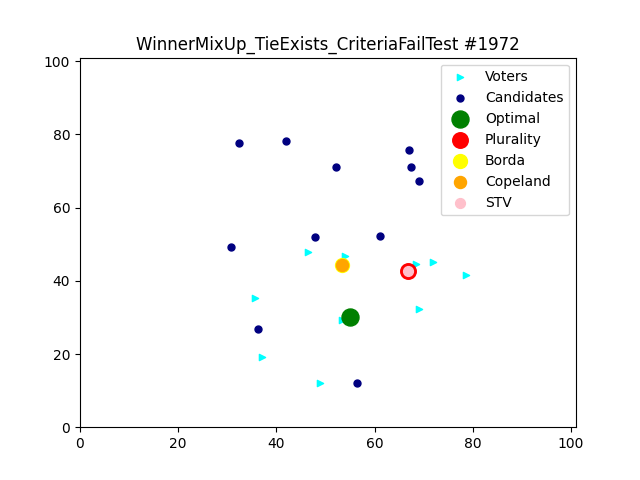 WinnerMixUp_TieExists_CriteriaFailTest #1972
100
80
60
40
20
0
0 20 40 60 80 100
Voters
Candidates
Optimal
Plurality
Borda
Copeland
STV